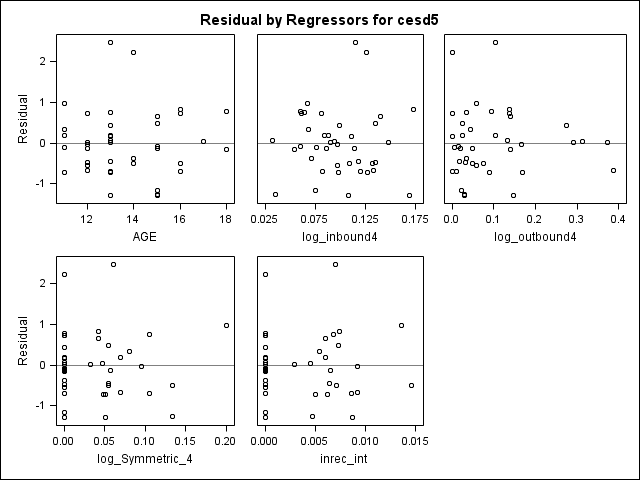 Residual by Regressors for cesd5
Residual
2
1
0
-1
12 14 16 18
AGE
0.025 0.075 0.125 0.175
log_inbound4
0.0 0.1 0.2 0.3 0.4
log_outbound4
Residual
2
1
0
-1
0.00 0.05 0.10 0.15 0.20
log_Symmetric_4
0.000 0.005 0.010 0.015
inrec_int